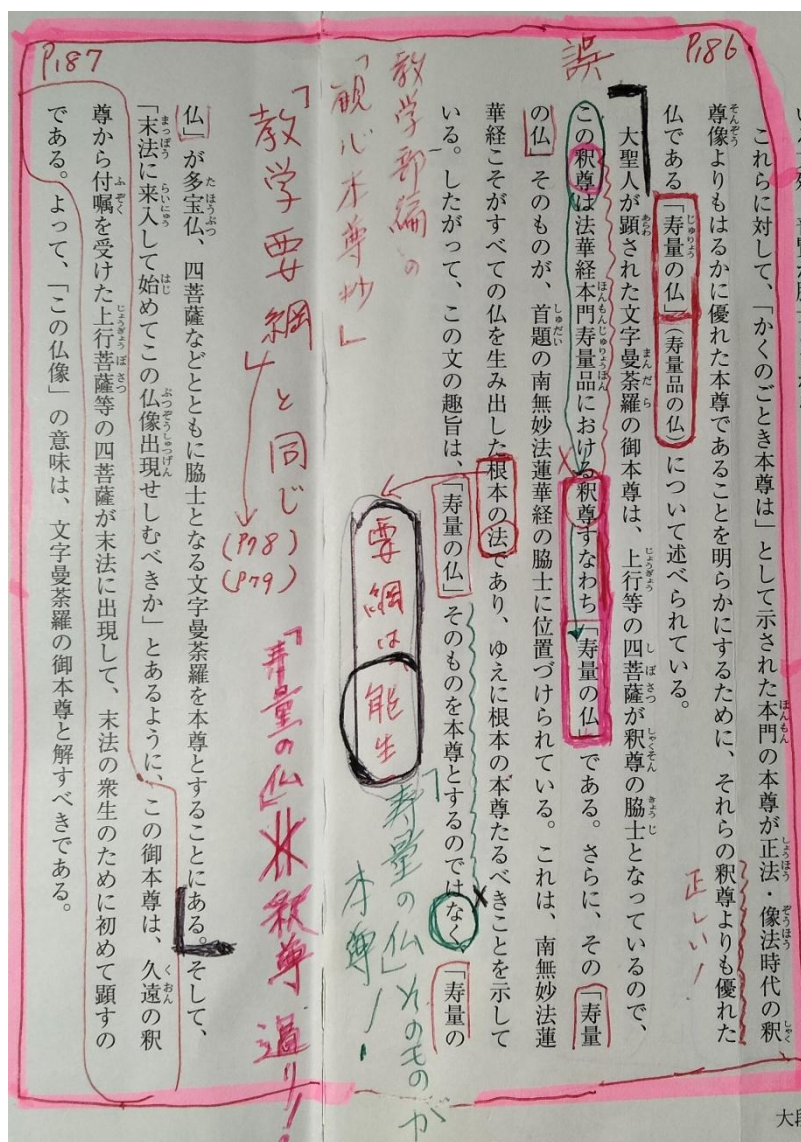 P.186
これらに対して、「かくのごとき本尊は」として示された本門の本尊が正法・像法時代の釈
尊像よりもはるかに優れた本尊であることを明らかにするために、それらの釈尊よりも優れた
正しい!
仏である「寿量の仏」(寿量品の仏)について述べられている。
誤
大聖人が顕された文字曼荼羅の御本尊は、上行等の四菩薩が釈尊の脇士となっているので、
この釈尊は法華経本門寿量品における釈尊すなわち「寿量の仏」である。さらに、その「寿量
の仏」そのものが、首題の南無妙法蓮華経の脇士に位置づけられている。これは、南無妙法蓮
華経こそがすべての仏を生み出した根本の法であり、ゆえに根本の本尊たるべきことを示して
いる。したがって、この文の趣旨は、「寿量の仏」そのものを本尊とするのではなく、「寿量の
教学部編の
「観心本尊抄」
要綱は、能生
「寿量の仏」そのものが
本尊!
「教学要綱」と同じ
(P78)
(P79)
「寿量の仏」≠釈尊 過り!
P.187
仏」が多宝仏、四菩薩などとともに脇士となる文字曼荼羅を本尊とすることにある。そして、
「末法に来入して始めてこの仏像出現せしむべきか」とあるように、この御本尊は、久遠の釈
尊から付嘱を受けた上行菩薩等の四菩薩が末法に出現して、末法の衆生のために初めて顕すの
である。よって、「この仏像」の意味は、文字曼荼羅の御本尊と解すべきである。